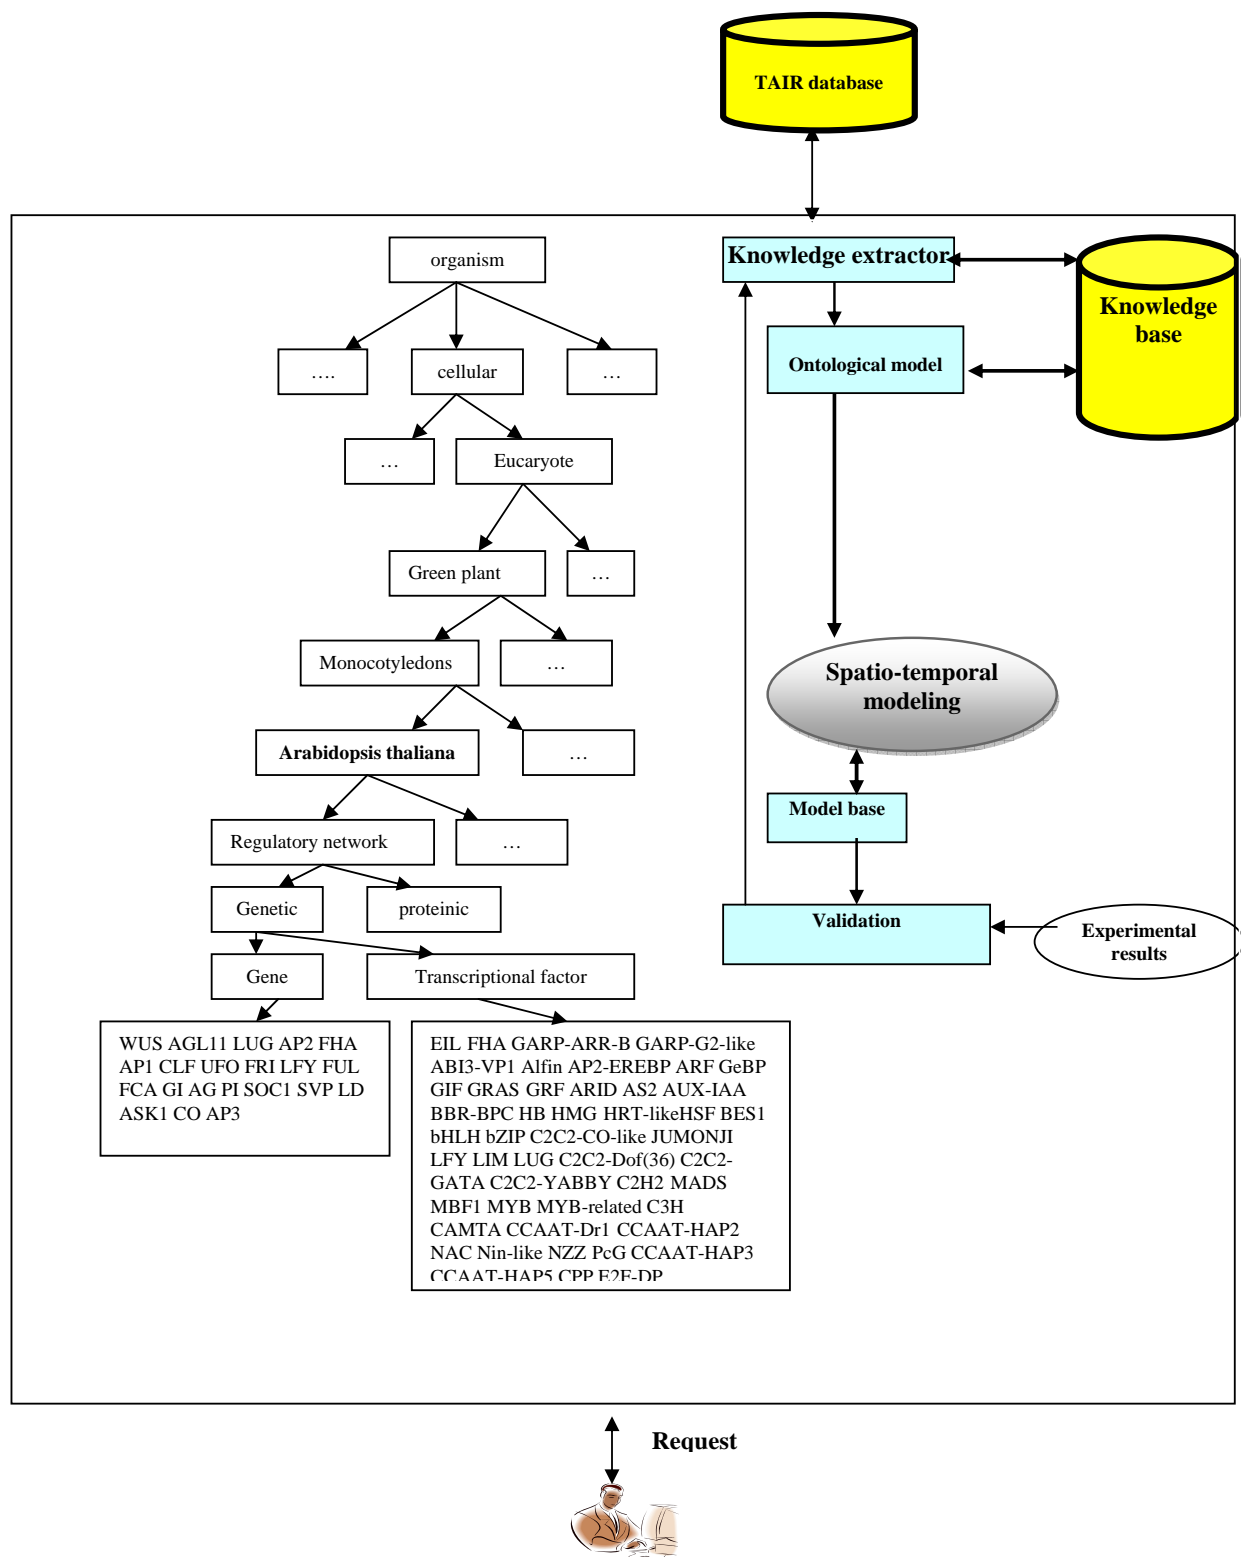 TAIR database
organism
….
cellular
…
…
Eucaryote
Green plant
…
Monocotyledons
…
Arabidopsis thaliana
…
Regulatory network
…
Genetic
proteinic
Gene
Transcriptional factor
WUS AGL11 LUG AP2 FHA
AP1 CLF UFO FRI LFY FUL
FCA GI AG PI SOC1 SVP LD
ASK1 CO AP3
EIL FHA GARP-ARR-B GARP-G2-like
ABI3-VP1 Alfin AP2-EREBP ARF GeBP
GIF GRAS GRF ARID AS2 AUX-IAA
BBR-BPC HB HMG HRT-likeHSF BES1
bHLH bZIP C2C2-CO-like JUMONJI
LFY LIM LUG C2C2-Dof(36) C2C2-
GATA C2C2-YABBY C2H2 MADS
MBF1 MYB MYB-related C3H
CAMTA CCAAT-Dr1 CCAAT-HAP2
NAC Nin-like NZZ PcG CCAAT-HAP3
CCAAT-HAP5 CPP E2F-DP
Knowledge extractor
Knowledge
base
Ontological model
Spatio-temporal
modeling
Model base
Validation
Experimental
results
Request